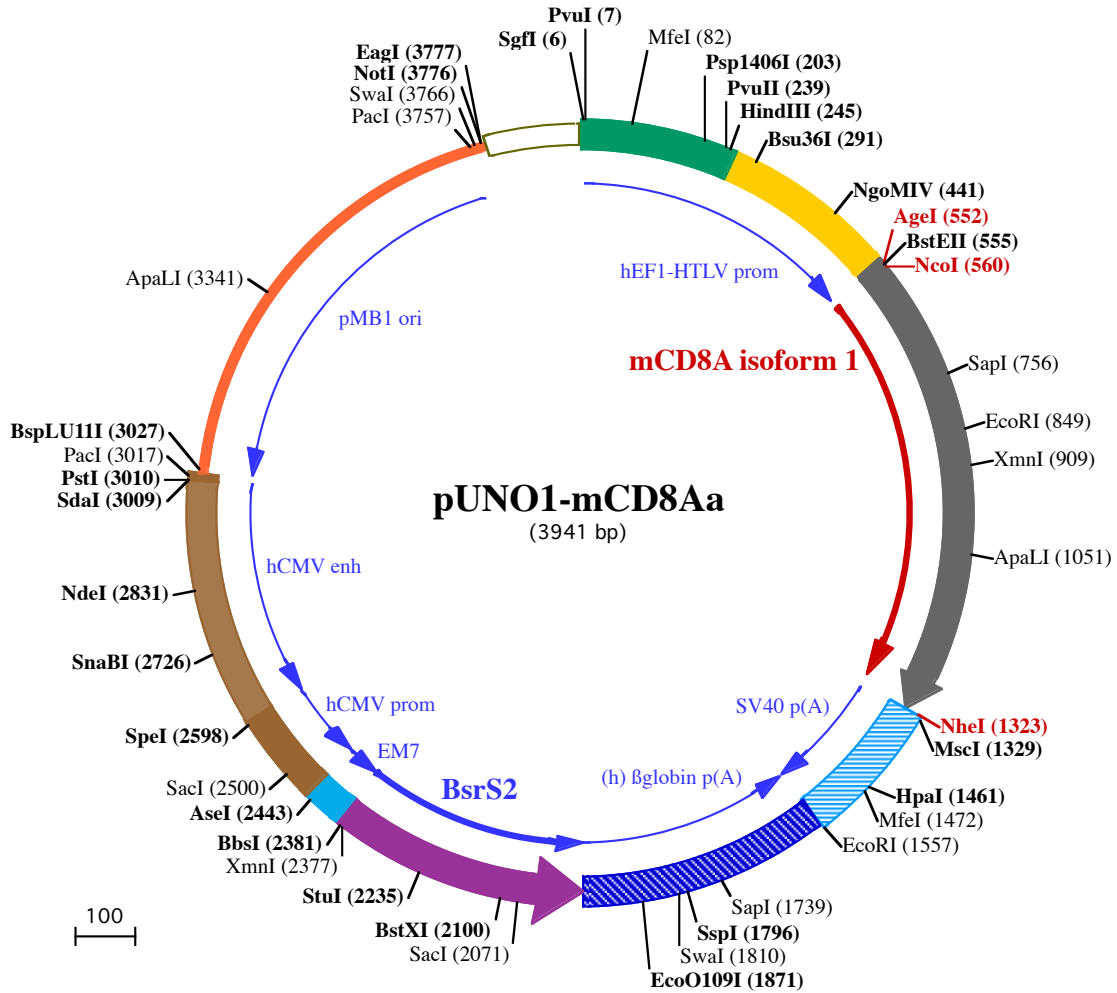 PvuI (7)
SgfI (6)
MfeI (82)
EagI (3777)
NotI (3776)
SwaI (3766)
PacI (3757)
Psp1406I (203)
PvuII (239)
HindIII (245)
Bsu36I (291)
NgoMIV (441)
AgeI (552)
BstEII (555)
NcoI (560)
hEF1-HTLV prom
ApaLI (3341)
pMB1 ori
mCD8A isoform 1
SapI (756)
EcoRI (849)
XmnI (909)
BspLU11I (3027)
PacI (3017)
PstI (3010)
SdaI (3009)
pUNO1-mCD8Aa
(3941 bp)
ApaLI (1051)
hCMV enh
NdeI (2831)
SnaBI (2726)
hCMV prom
SV40 p(A)
NheI (1323)
MscI (1329)
SpeI (2598)
EM7
(h) ßglobin p(A)
SacI (2500)
BsrS2
HpaI (1461)
AseI (2443)
MfeI (1472)
BbsI (2381)
EcoRI (1557)
XmnI (2377)
StuI (2235)
SapI (1739)
BstXI (2100)
SspI (1796)
SacI (2071)
SwaI (1810)
EcoO109I (1871)
100